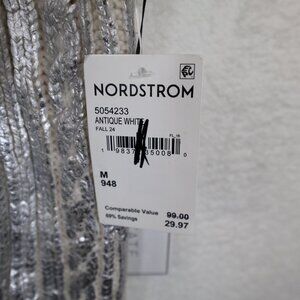 NORDSTROM
5054233
ANTIQUE WHITE
FALL 24
M
948
Comparable Value 99.00
69% Savings 29.97